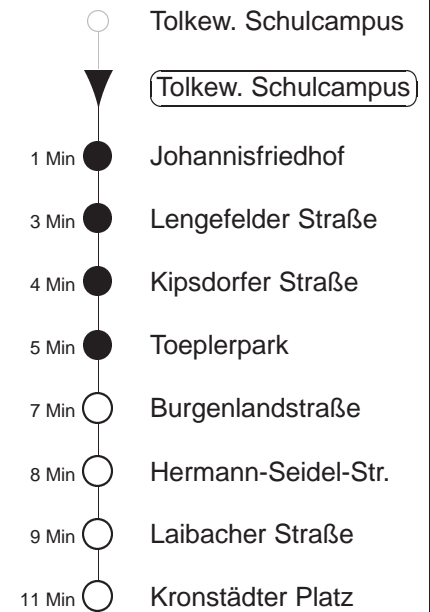 Tolkew. Schulcampus
Tolkew. Schulcampus
1 Min Johannisfriedhof
3 Min Lengefelder Straße
4 Min Kipsdorfer Straße
5 Min Toeplerpark
7 Min Burgenlandstraße
8 Min Hermann-Seidel-Str.
9 Min Laibacher Straße
11 Min Kronstädter Platz